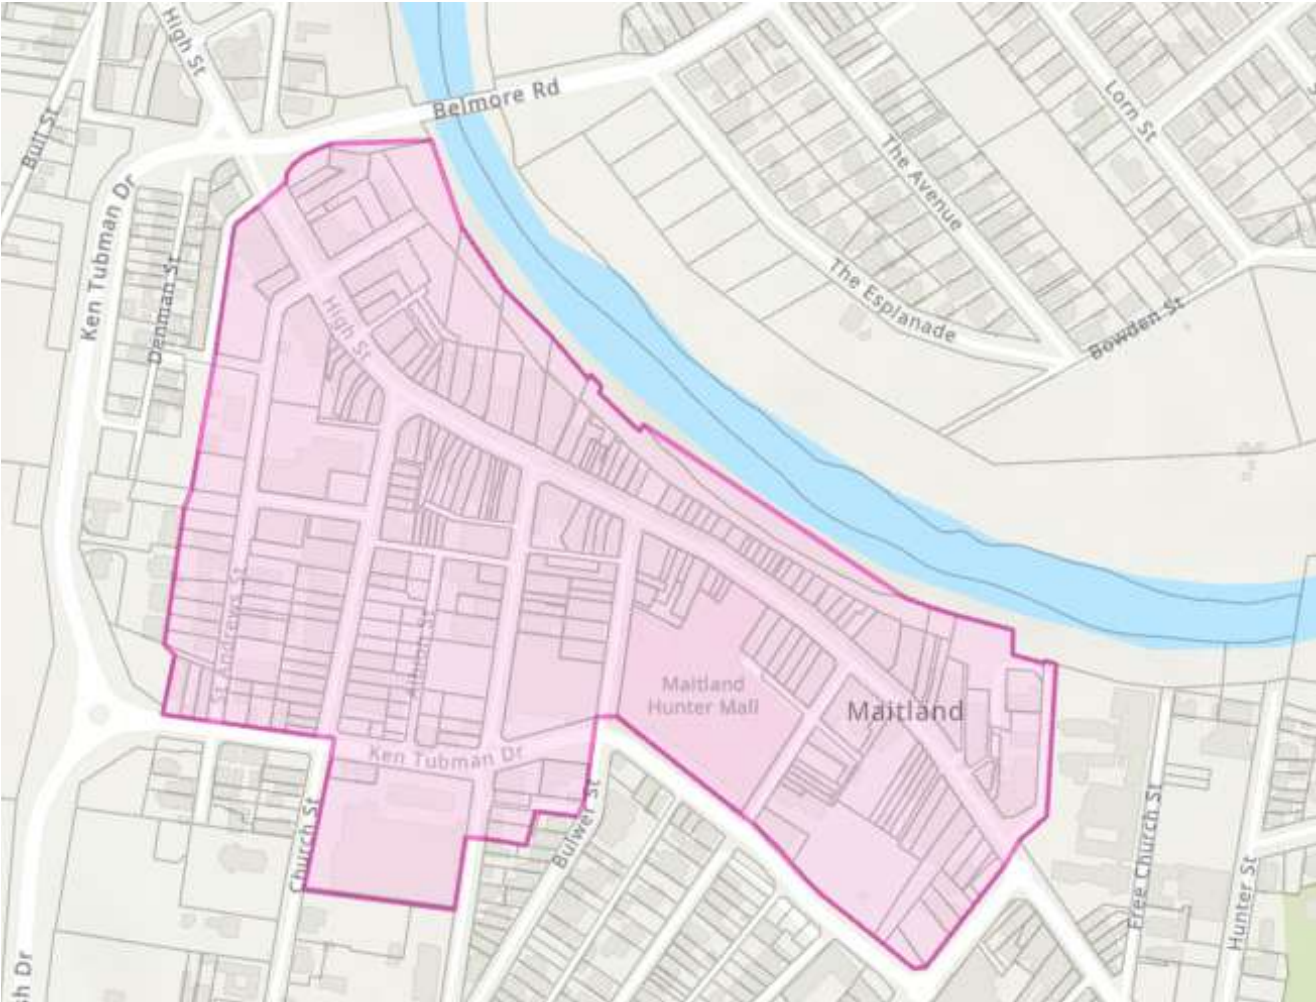 High St
Belmore Rd
Lorn St
Bull St
The Avenue
Ken Tubman Dr
Denman St
The Esplanade
Bowden St
High St
St Andrew St
Maitland
Hunter Mall
Maitland
Ken Tubman Dr
Bulwer St
Church St
Free Church St
Hunter St